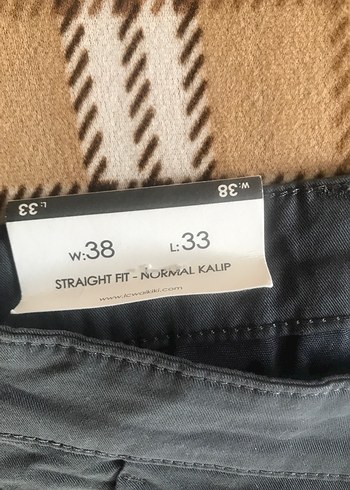 L:33 W:38
W:38 L:33
STRAIGHT FIT - NORMAL KALIP
www.lcwaikiki.com